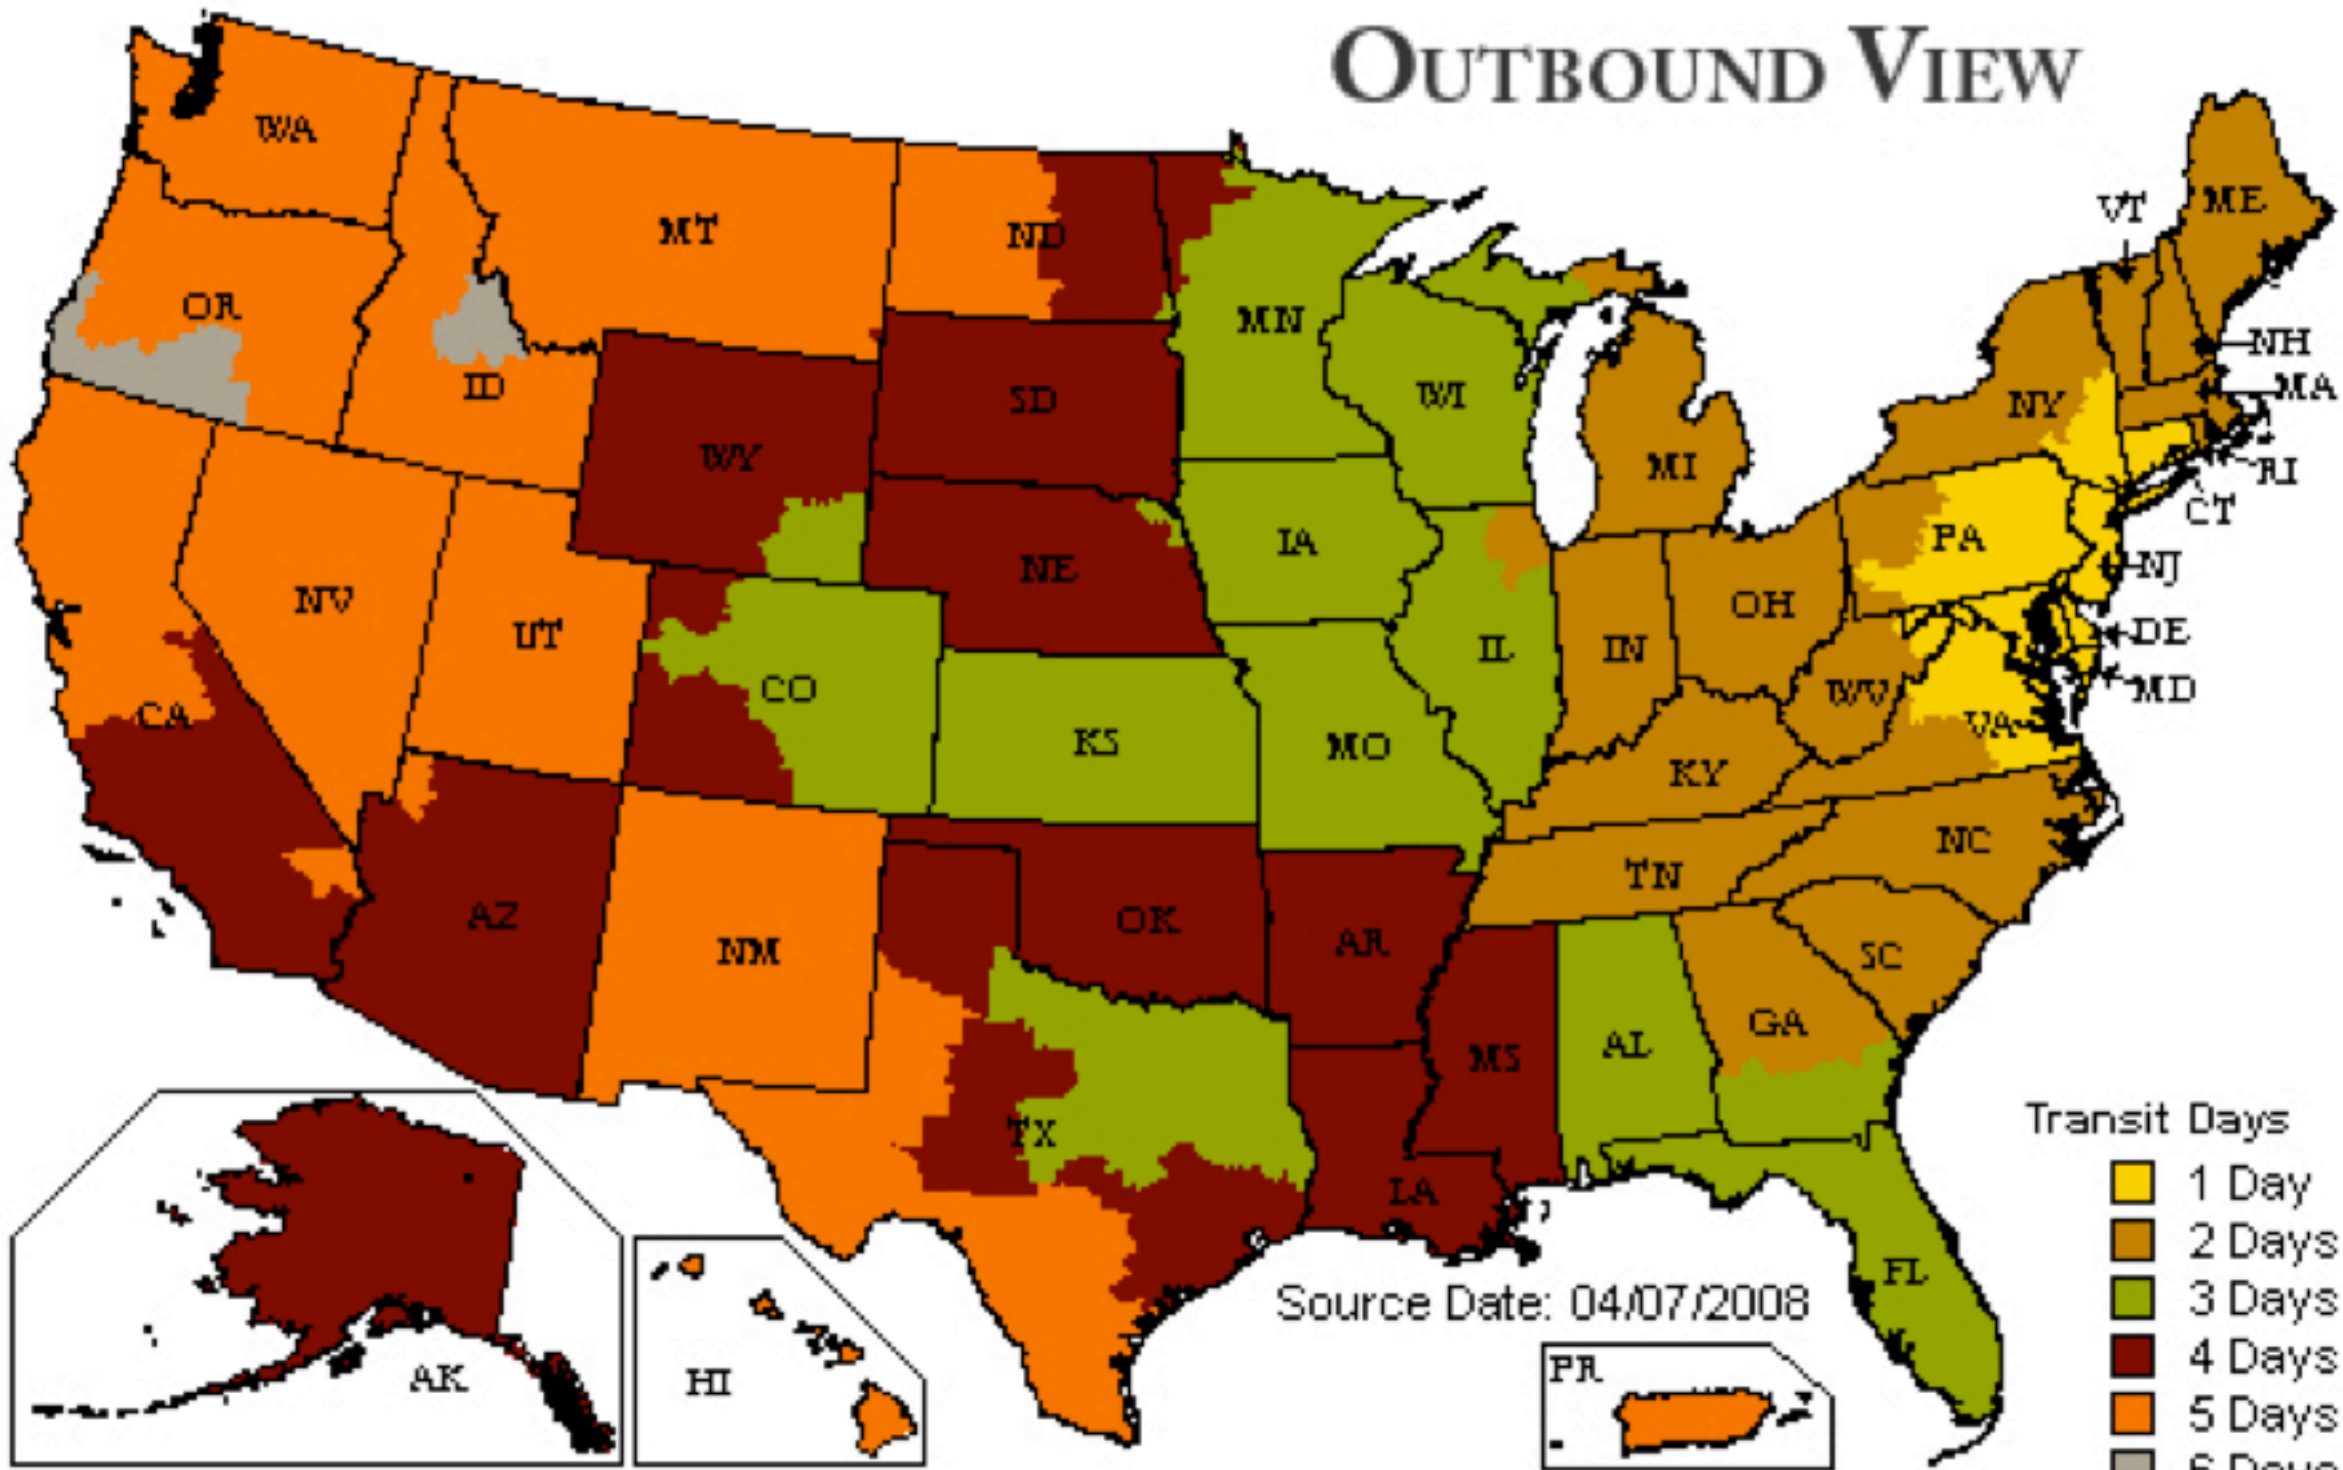 OUTBOUND VIEW
WA
MT
ND
MN
VT
ME
OR
ID
SD
WI
MI
NY
NH
MA
RI
CT
WY
NE
IA
PA
NJ
NV
UT
CO
IL
IN
OH
DE
MD
WV
VA
CA
KS
MO
KY
NC
TN
AZ
NM
OK
AR
SC
GA
TX
MS
AL
LA
FL
AK
HI
PR
Source Date: 04/07/2008
Transit Days
1 Day
2 Days
3 Days
4 Days
5 Days
6 Days